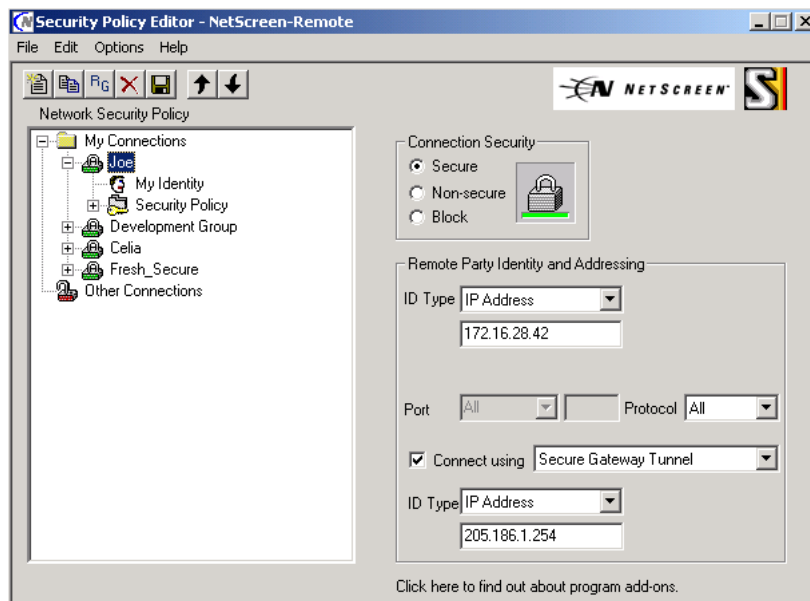 Security Policy Editor - NetScreen-Remote
File Edit Options Help
RG
NETSCREEN
Network Security Policy
My Connections
Joe
My Identity
Security Policy
Development Group
Celia
Fresh_Secure
Other Connections
Connection Security
Secure
Non-secure
Block
Remote Party Identity and Addressing
ID Type IP Address
172.16.28.42
Port All Protocol All
Connect using Secure Gateway Tunnel
ID Type IP Address
205.186.1.254
Click here to find out about program add-ons.